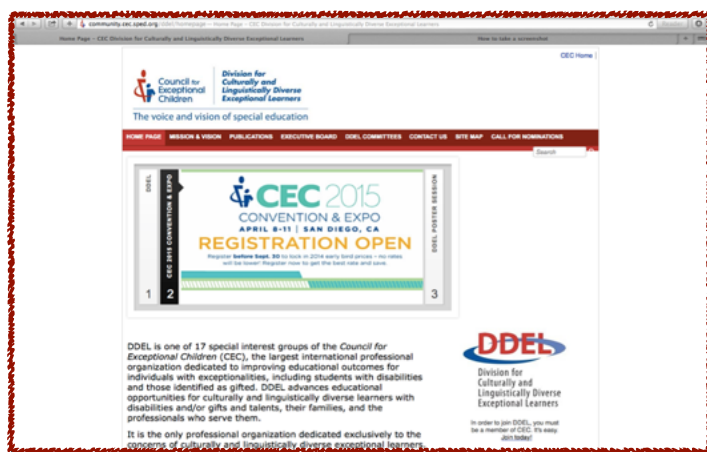 community.cec.sped.org/ddel/homepage – Home Page – CEC Division for Culturally and Linguistically Diverse Exceptional Learners
Reader
Home Page – CEC Division for Culturally and Linguistically Diverse Exceptional Learners
How to take a screenshot
CEC Home |
Council for
Exceptional
Children
Division for
Culturally and
Linguistically Diverse
Exceptional Learners
The voice and vision of special education
HOME PAGE MISSION & VISION PUBLICATIONS EXECUTIVE BOARD DDEL COMMITTEES CONTACT US SITE MAP CALL FOR NOMINATIONS
Search
DDEL
1
CEC 2015 CONVENTION & EXPO
2
CEC 2015
CONVENTION & EXPO
APRIL 8-11 | SAN DIEGO, CA
REGISTRATION OPEN
Register before Sept. 30 to lock in 2014 early bird prices – no rates
will be lower! Register now to get the best rate and save.
DDEL POSTER SESSION
3
DDEL is one of 17 special interest groups of the Council for
Exceptional Children (CEC), the largest international professional
organization dedicated to improving educational outcomes for
individuals with exceptionalities, including students with disabilities
and those identified as gifted. DDEL advances educational
opportunities for culturally and linguistically diverse learners with
disabilities and/or gifts and talents, their families, and the
professionals who serve them.
It is the only professional organization dedicated exclusively to the
concerns of culturally and linguistically diverse exceptional learners,
DDEL
Division for
Culturally and
Linguistically Diverse
Exceptional Learners
In order to join DDEL, you must
be a member of CEC. It's easy.
Join today!